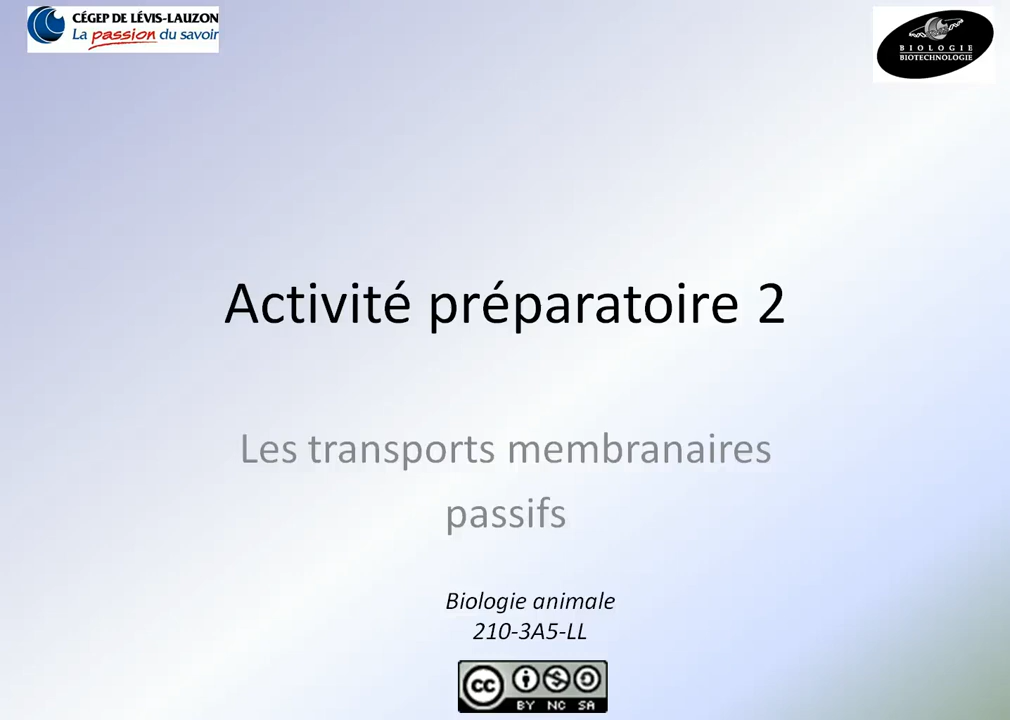 CÉGEP DE LÉVIS-LAUZON
La passion du savoir
BIOLOGIE
BIOTECHNOLOGIE
Activité préparatoire 2
Les transports membranaires
passifs
Biologie animale
210-3A5-LL
cc
BY NC SA